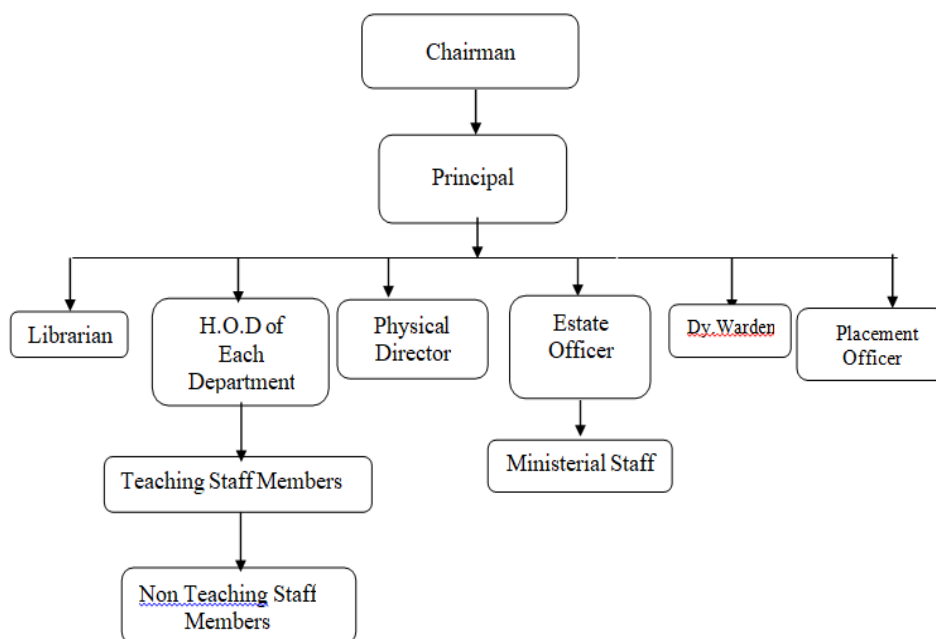 Chairman
Principal
Librarian
H.O.D of
Each
Department
Physical
Director
Estate
Officer
Dy.Warden
Placement
Officer
Teaching Staff Members
Ministerial Staff
Non Teaching Staff
Members